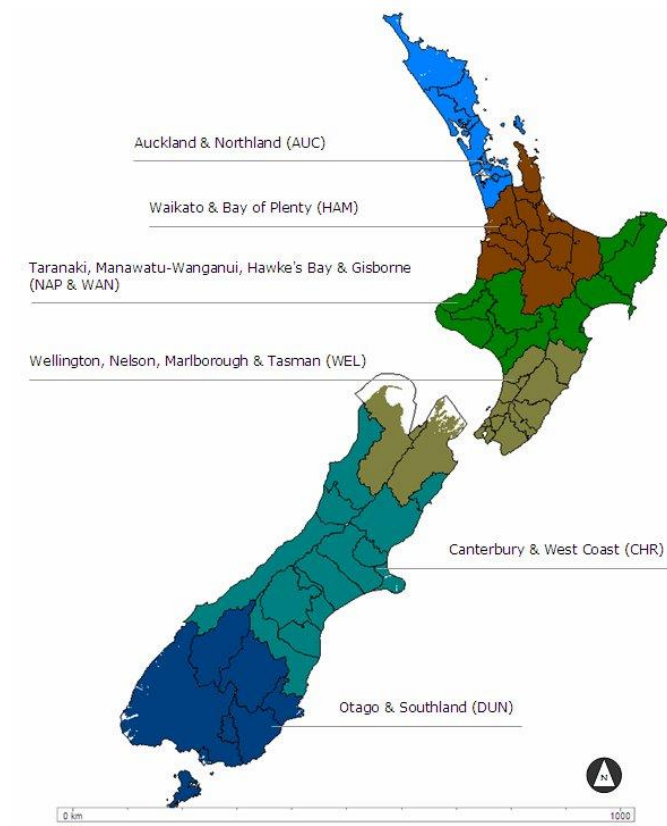 Auckland & Northland (AUC)
Waikato & Bay of Plenty (HAM)
Taranaki, Manawatu-Wanganui, Hawke's Bay & Gisborne
(NAP & WAN)
Wellington, Nelson, Marlborough & Tasman (WEL)
Canterbury & West Coast (CHR)
Otago & Southland (DUN)
N
0 km 1000